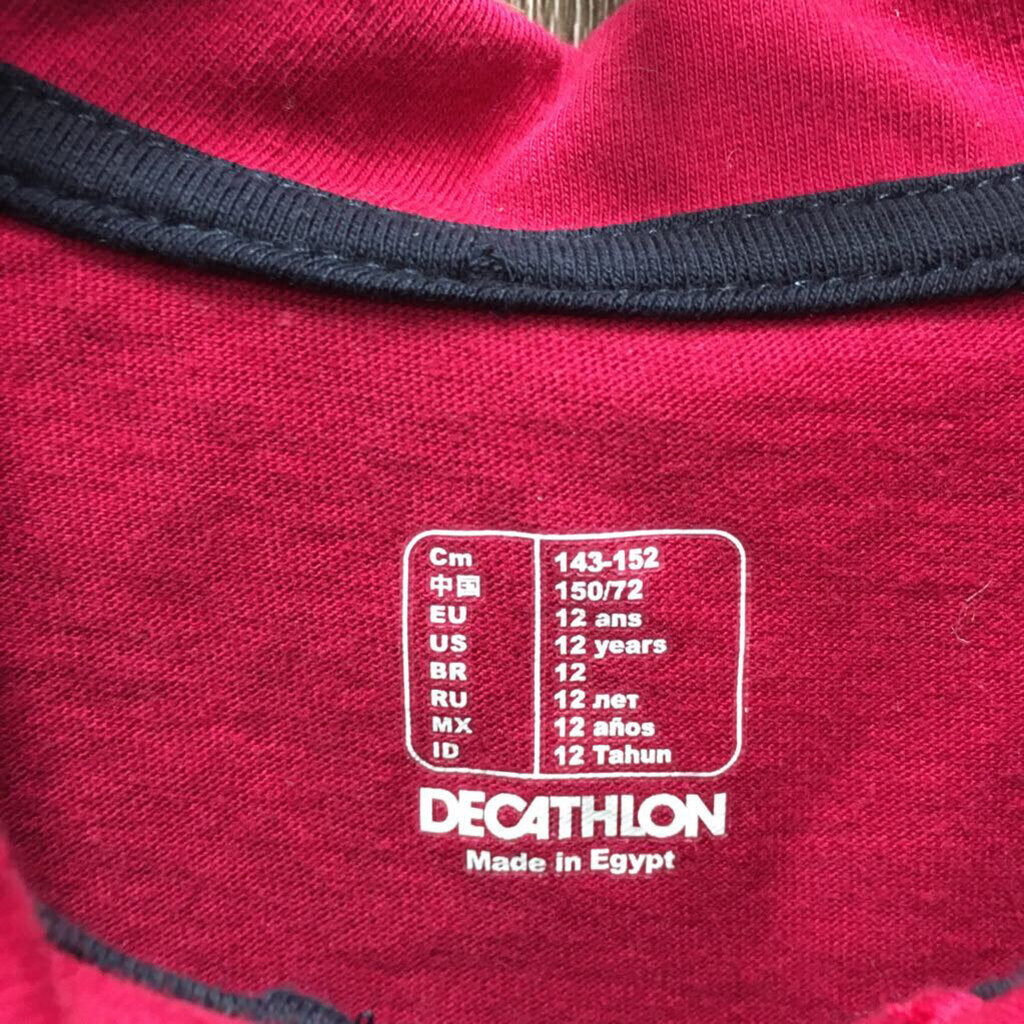 Cm 143-152
中国 150/72
EU 12 ans
US 12 years
BR 12
RU 12 лет
MX 12 años
ID 12 Tahun
DECATHLON
Made in Egypt